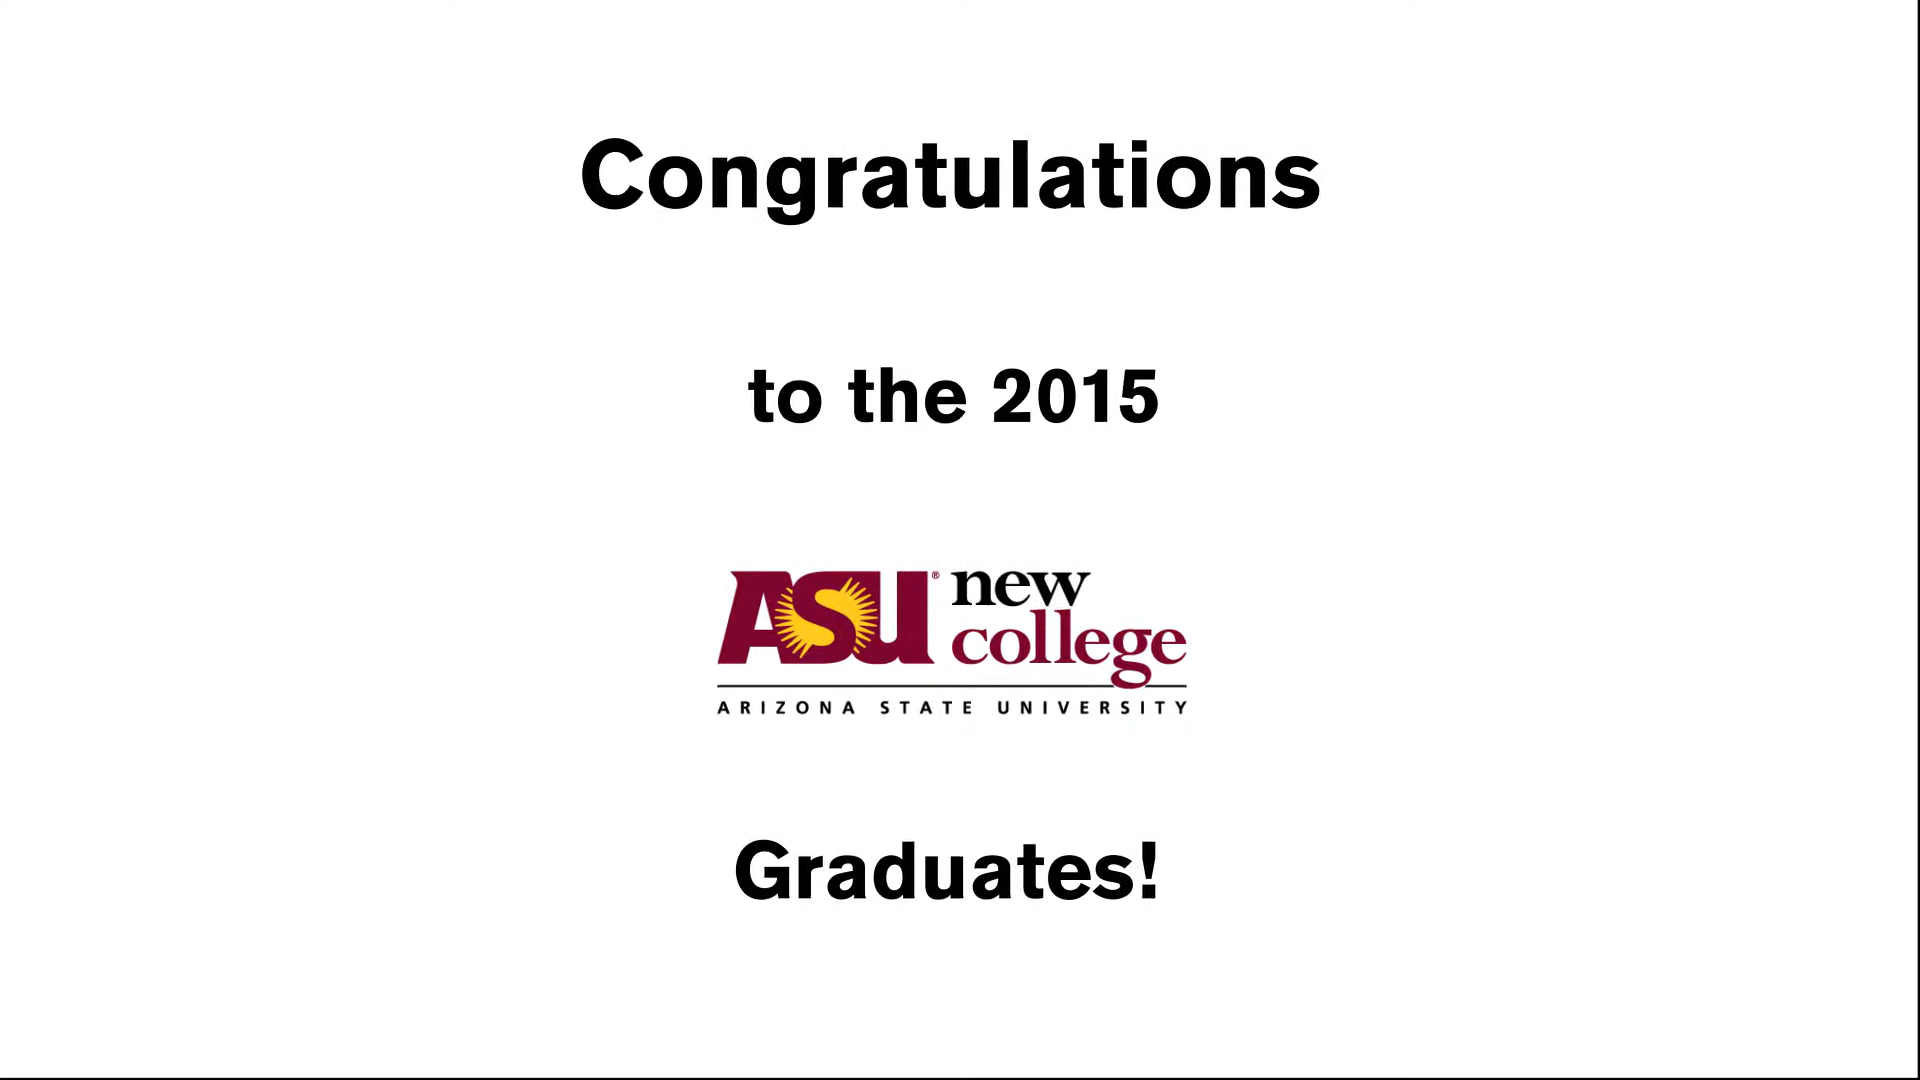 Congratulations
to the 2015
ASU® new
college
ARIZONA STATE UNIVERSITY
Graduates!